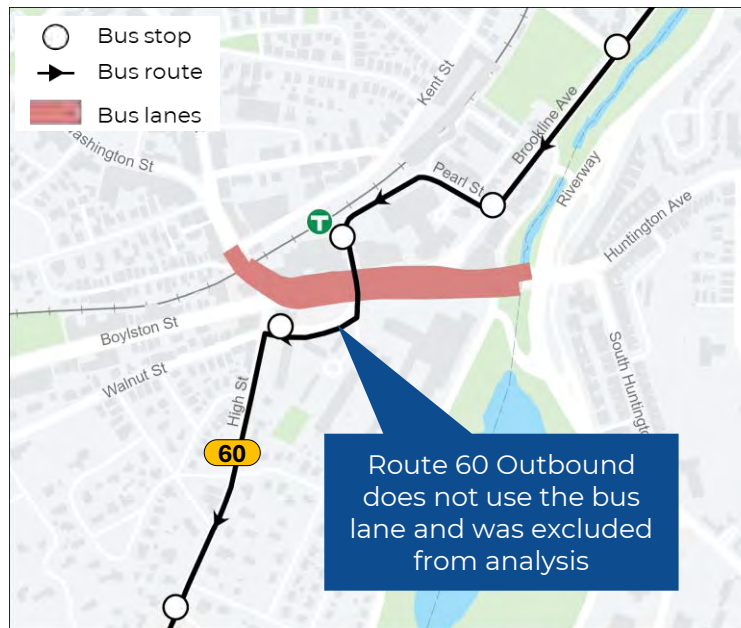 Bus stop
Bus route
Bus lanes
Kent St
Washington St
Brookline Ave
Pearl St
Riverway
Huntington Ave
T
Boylston St
Walnut St
High St
South Huntington
60
Route 60 Outbound
does not use the bus
lane and was excluded
from analysis